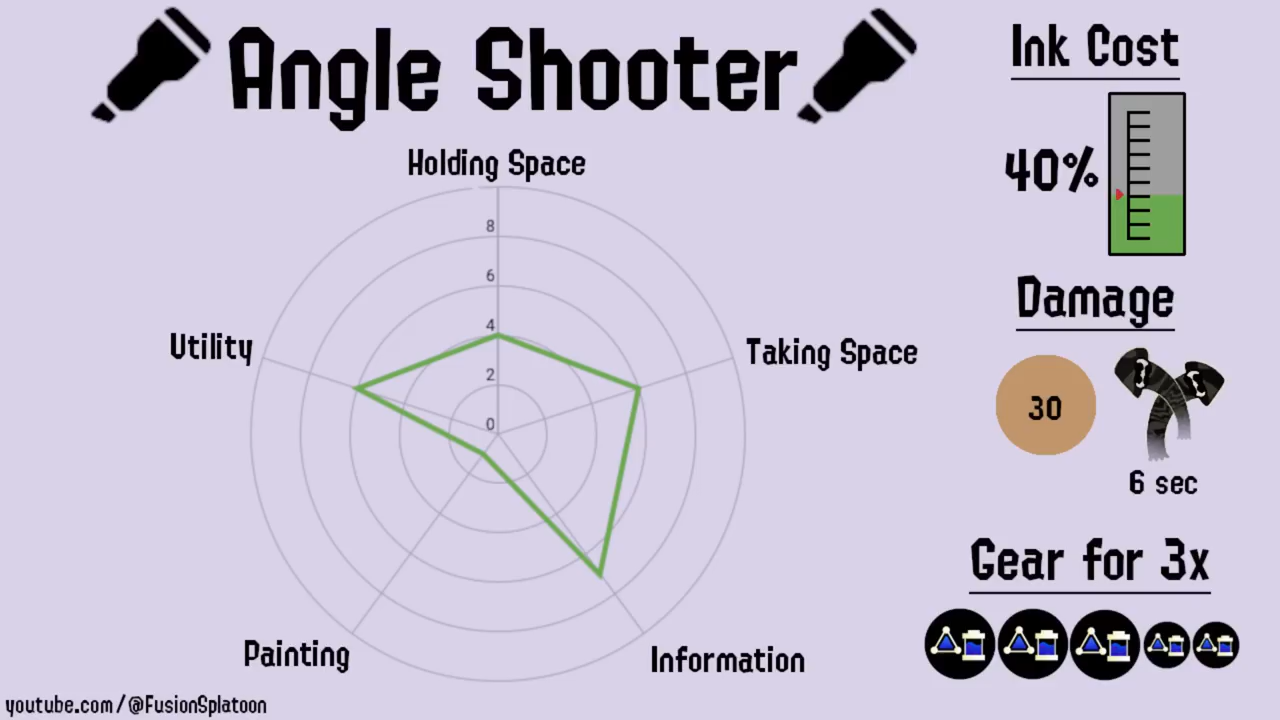 Angle Shooter
Ink Cost
40%
Holding Space
8
6
4
2
0
Utility
Taking Space
Painting
Information
Damage
30
6 sec
Gear for 3x
youtube.com/@FusionSplatoon